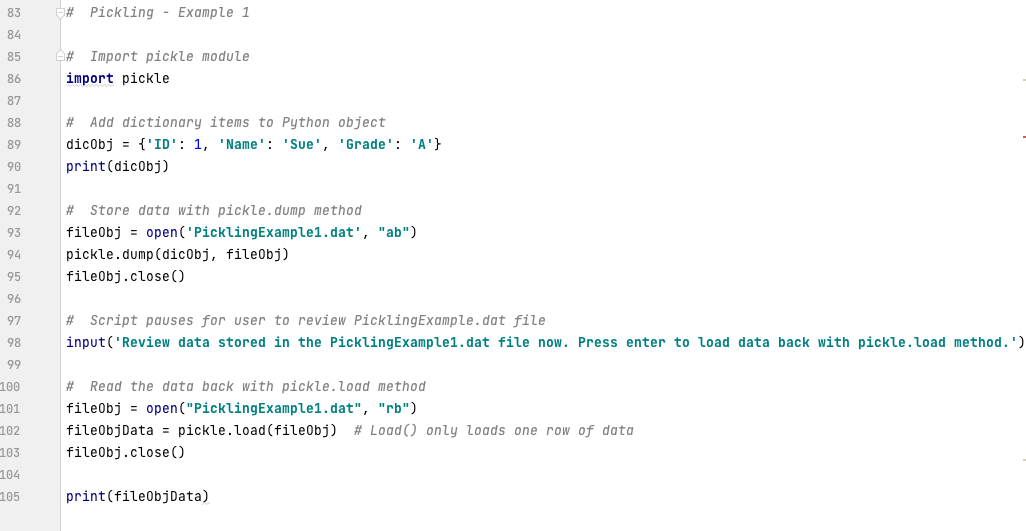 83 #  Pickling - Example 1
84
85 #  Import pickle module
86 import pickle
87
88 #  Add dictionary items to Python object
89 dicObj = {'ID': 1, 'Name': 'Sue', 'Grade': 'A'}
90 print(dicObj)
91
92 #  Store data with pickle.dump method
93 fileObj = open('PicklingExample1.dat', "ab")
94 pickle.dump(dicObj, fileObj)
95 fileObj.close()
96
97 #  Script pauses for user to review PicklingExample.dat file
98 input('Review data stored in the PicklingExample1.dat file now. Press enter to load data back with pickle.load method.')
99
100 #  Read the data back with pickle.load method
101 fileObj = open("PicklingExample1.dat", "rb")
102 fileObjData = pickle.load(fileObj)  # Load() only loads one row of data
103 fileObj.close()
104
105 print(fileObjData)